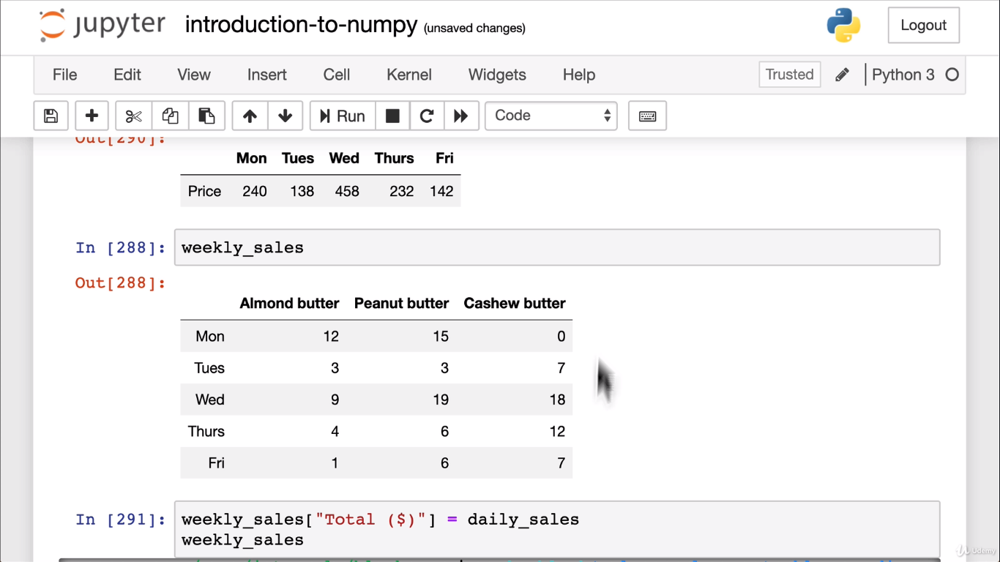 jupyter introduction-to-numpy (unsaved changes) Logout
File Edit View Insert Cell Kernel Widgets Help Trusted Python 3
Run Code
Out[290]:
Mon Tues Wed Thurs Fri
Price 240 138 458 232 142
In [288]: weekly_sales
Out[288]:
Almond butter Peanut butter Cashew butter
Mon 12 15 0
Tues 3 3 7
Wed 9 19 18
Thurs 4 6 12
Fri 1 6 7
In [291]: weekly_sales["Total ($)"] = daily_sales
weekly_sales
Udemy